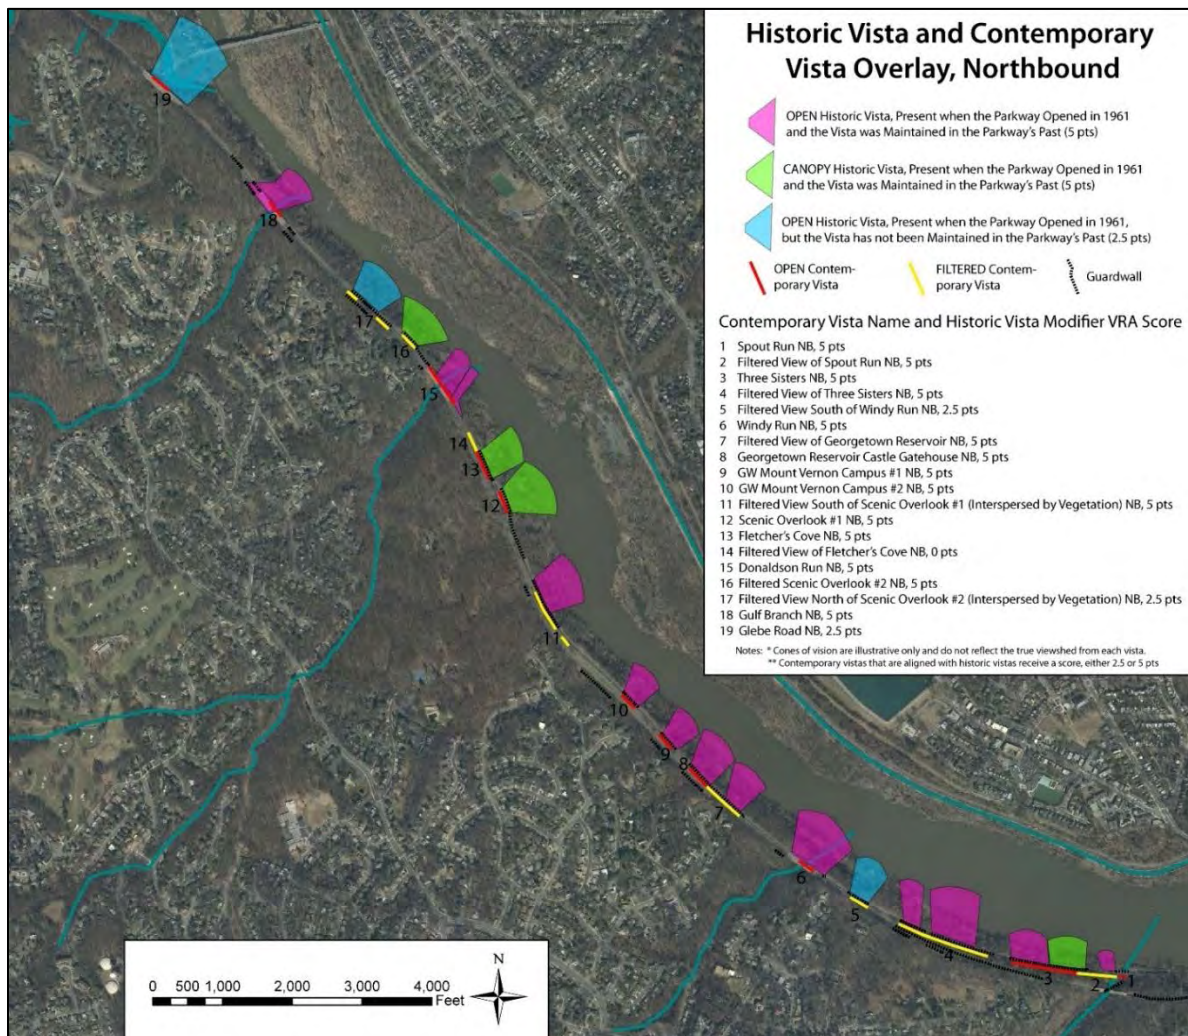 Historic Vista and Contemporary
Vista Overlay, Northbound
OPEN Historic Vista, Present when the Parkway Opened in 1961
and the Vista was Maintained in the Parkway's Past (5 pts)
CANOPY Historic Vista, Present when the Parkway Opened in 1961
and the Vista was Maintained in the Parkway's Past (5 pts)
OPEN Historic Vista, Present when the Parkway Opened in 1961,
but the Vista has not been Maintained in the Parkway's Past (2.5 pts)
OPEN Contem-
porary Vista
FILTERED Contem-
porary Vista
Guardwall
Contemporary Vista Name and Historic Vista Modifier VRA Score
1 Spout Run NB, 5 pts
2 Filtered View of Spout Run NB, 5 pts
3 Three Sisters NB, 5 pts
4 Filtered View of Three Sisters NB, 5 pts
5 Filtered View South of Windy Run NB, 2.5 pts
6 Windy Run NB, 5 pts
7 Filtered View of Georgetown Reservoir NB, 5 pts
8 Georgetown Reservoir Castle Gatehouse NB, 5 pts
9 GW Mount Vernon Campus #1 NB, 5 pts
10 GW Mount Vernon Campus #2 NB, 5 pts
11 Filtered View South of Scenic Overlook #1 (Interspersed by Vegetation) NB, 5 pts
12 Scenic Overlook #1 NB, 5 pts
13 Fletcher's Cove NB, 5 pts
14 Filtered View of Fletcher's Cove NB, 0 pts
15 Donaldson Run NB, 5 pts
16 Filtered Scenic Overlook #2 NB, 5 pts
17 Filtered View North of Scenic Overlook #2 (Interspersed by Vegetation) NB, 2.5 pts
18 Gulf Branch NB, 5 pts
19 Glebe Road NB, 2.5 pts
Notes: * Cones of vision are illustrative only and do not reflect the true viewshed from each vista.
** Contemporary vistas that are aligned with historic vistas receive a score, either 2.5 or 5 pts
19
18
17
16
15
14
13
12
11
10
9
8
7
6
5
4
3
2
1
N
0 500 1,000 2,000 3,000 4,000
Feet